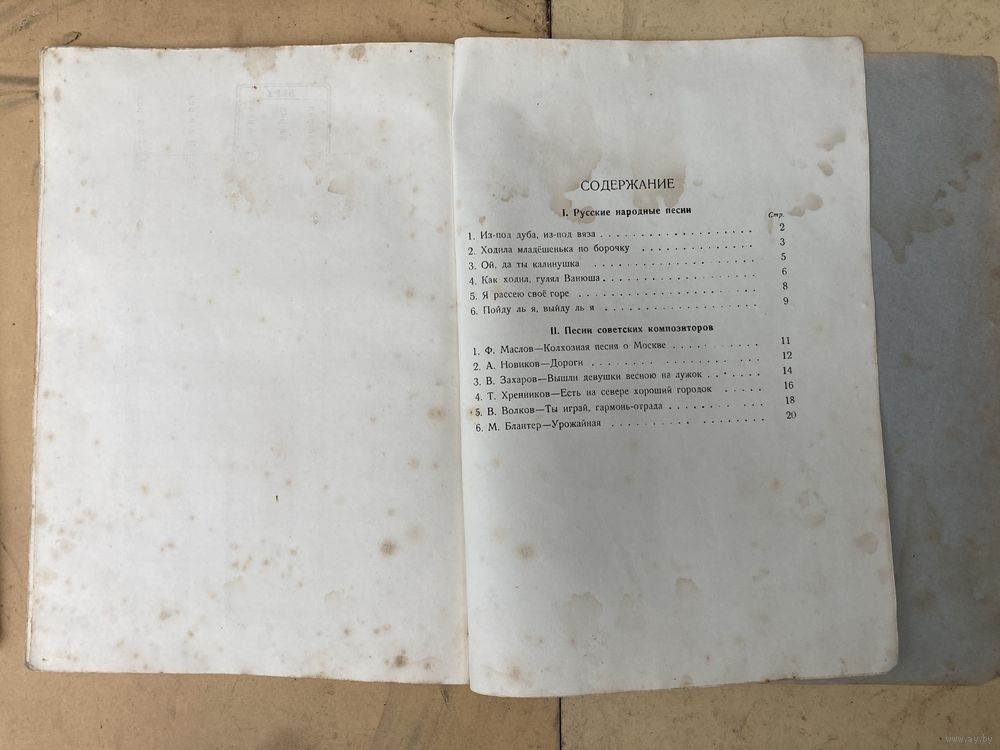 СОДЕРЖАНИЕ
I. Русские народные песни
Стр.
1. Из-под дуба, из-под вяза . . . . . . . . . . . . . . . . . . . . 2
2. Ходила младёшенька по борочку . . . . . . . . . . . . . . 3
3. Ой, да ты калинушка . . . . . . . . . . . . . . . . . . . . 5
4. Как ходил, гулял Ванюша . . . . . . . . . . . . . . . . . . . . 6
5. Я рассею своё горе . . . . . . . . . . . . . . . . . . . . . . 8
6. Пойду ль я, выйду ль я . . . . . . . . . . . . . . . . . . . . 9
II. Песни советских композиторов
1. Ф. Маслов—Колхозная песня о Москве . . . . . . . . . . . 11
2. А. Новиков—Дороги . . . . . . . . . . . . . . . . . . . . 12
3. В. Захаров—Вышли девушки весною на лужок . . . . . . . 14
4. Т. Хренников—Есть на севере хороший городок . . . . . 16
5. В. Волков—Ты играй, гармонь-отрада . . . . . . . . . . . . 18
6. М. Блантер—Урожайная . . . . . . . . . . . . . . . . . . 20
www.ay.by